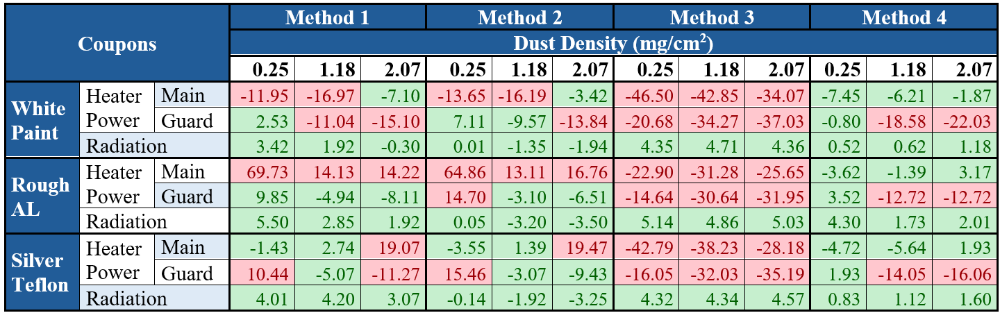 Coupons Method 1 Method 2 Method 3 Method 4
Dust Density (mg/cm²)
0.25 1.18 2.07 0.25 1.18 2.07 0.25 1.18 2.07 0.25 1.18 2.07
White Paint Heater Power Main -11.95 -16.97 -7.10 -13.65 -16.19 -3.42 -46.50 -42.85 -34.07 -7.45 -6.21 -1.87
Guard 2.53 -11.04 -15.10 7.11 -9.57 -13.84 -20.68 -34.27 -37.03 -0.80 -18.58 -22.03
Radiation 3.42 1.92 -0.30 0.01 -1.35 -1.94 4.35 4.71 4.36 0.52 0.62 1.18
Rough AL Heater Power Main 69.73 14.13 14.22 64.86 13.11 16.76 -22.90 -31.28 -25.65 -3.62 -1.39 3.17
Guard 9.85 -4.94 -8.11 14.70 -3.10 -6.51 -14.64 -30.64 -31.95 3.52 -12.72 -12.72
Radiation 5.50 2.85 1.92 0.05 -3.20 -3.50 5.14 4.86 5.03 4.30 1.73 2.01
Silver Teflon Heater Power Main -1.43 2.74 19.07 -3.55 1.39 19.47 -42.79 -38.23 -28.18 -4.72 -5.64 1.93
Guard 10.44 -5.07 -11.27 15.46 -3.07 -9.43 -16.05 -32.03 -35.19 1.93 -14.05 -16.06
Radiation 4.01 4.20 3.07 -0.14 -1.92 -3.25 4.32 4.34 4.57 0.83 1.12 1.60